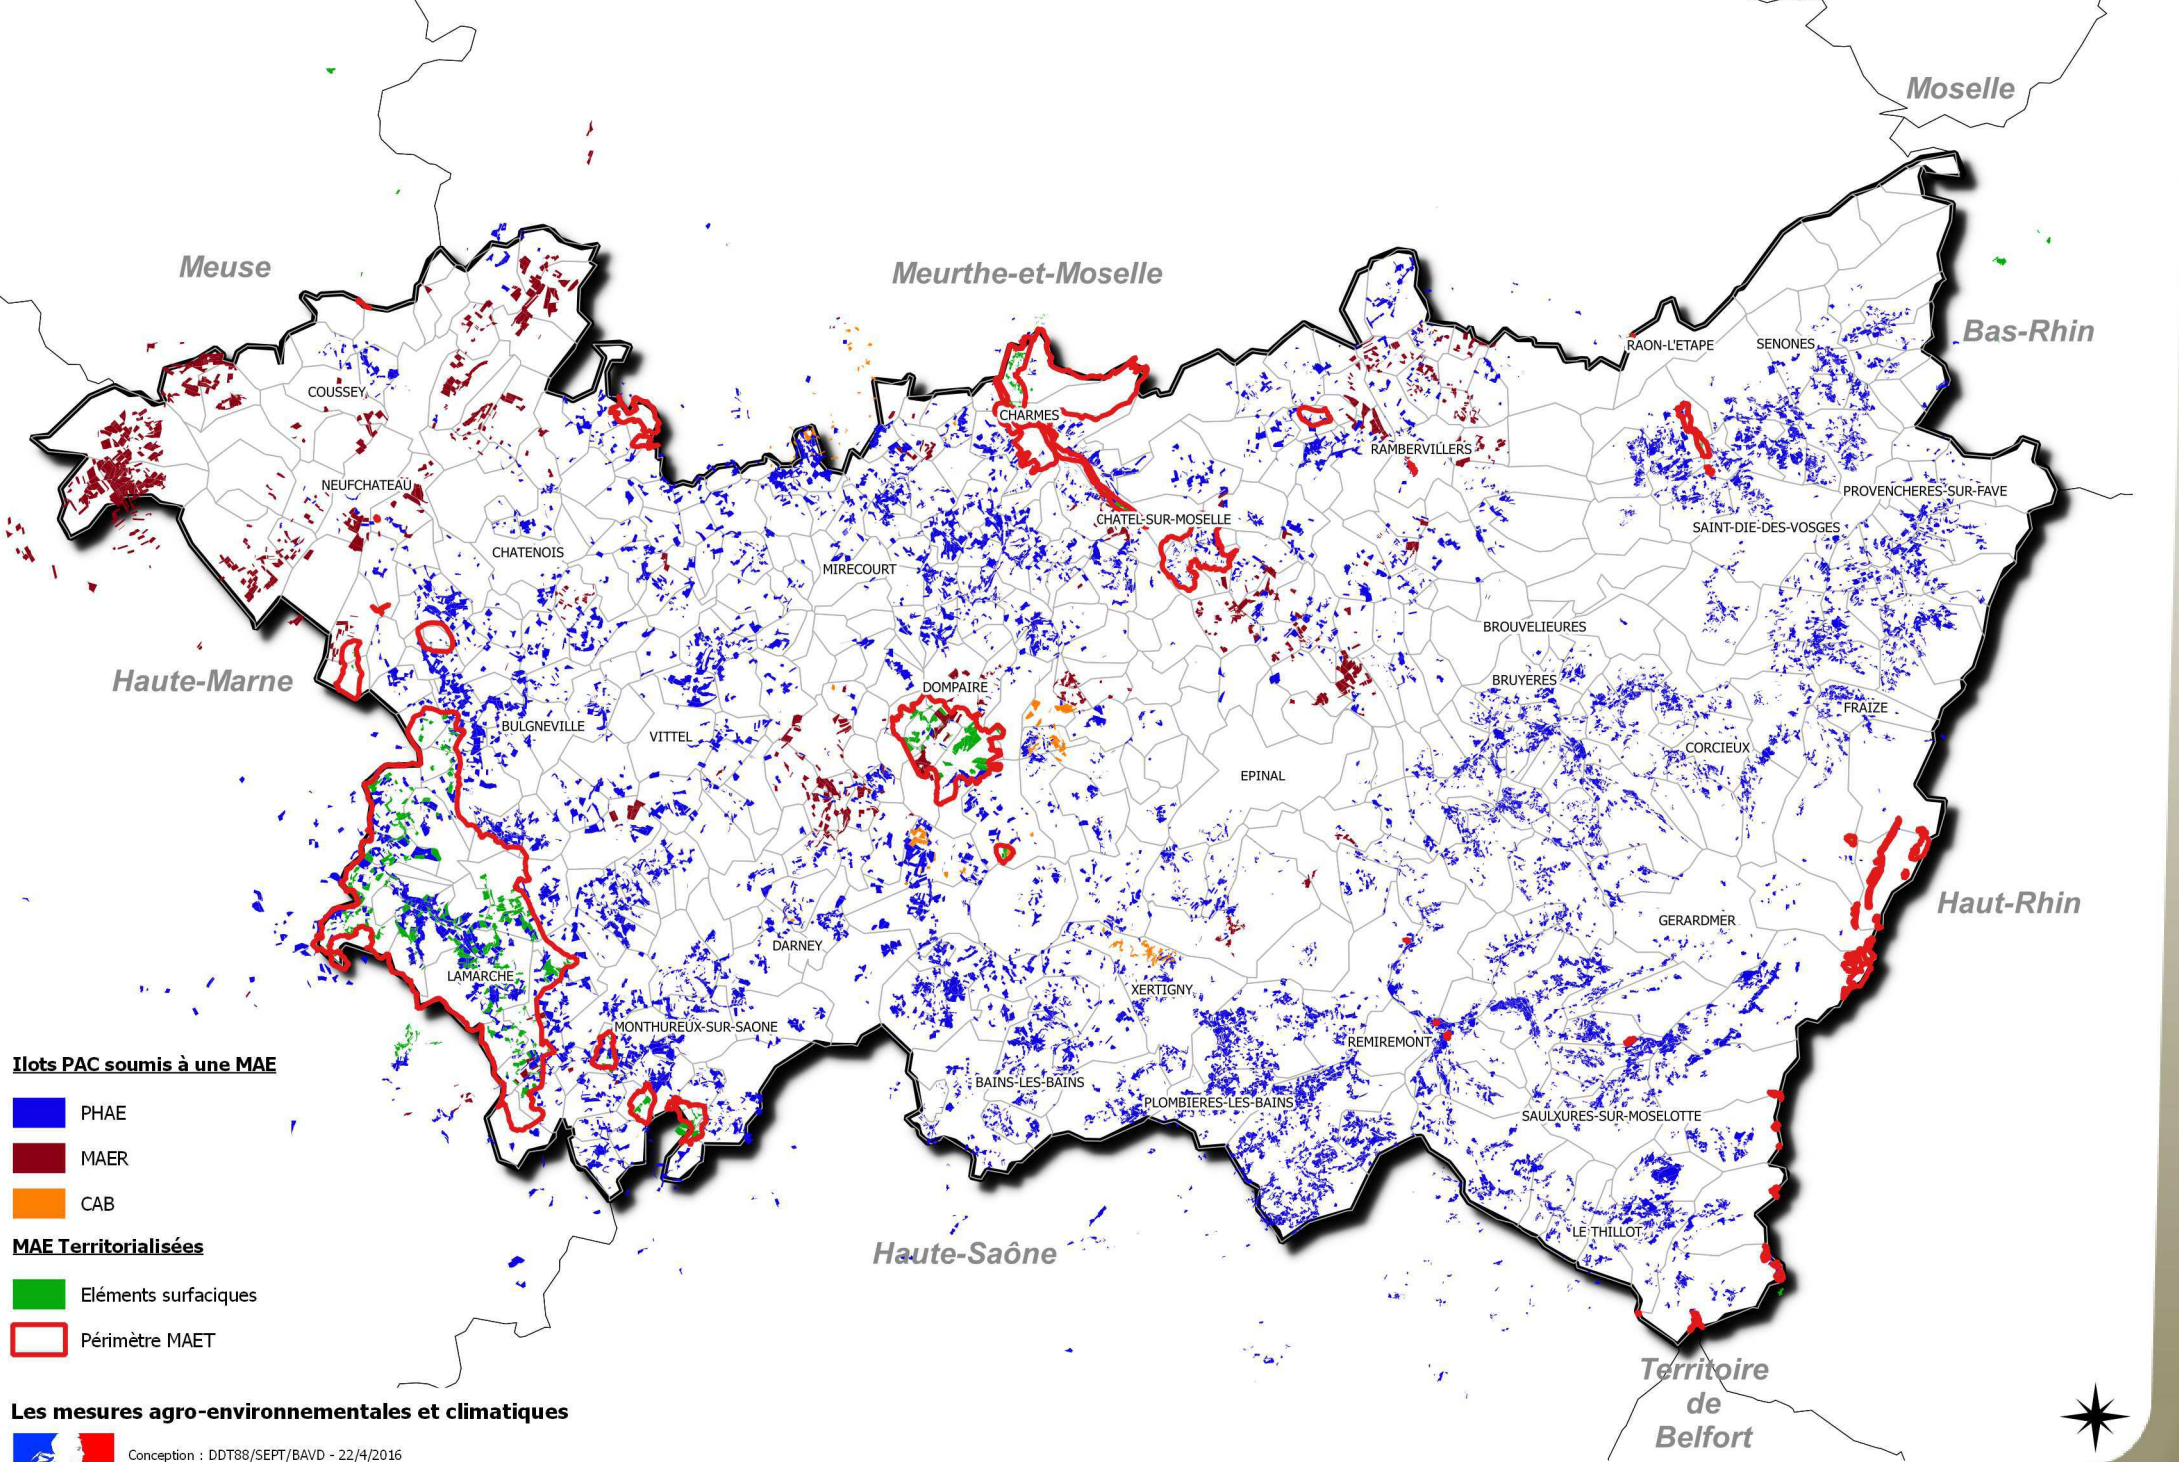 Moselle
Meuse
Meurthe-et-Moselle
Bas-Rhin
RAON-L'ETAPE
SENONES
COUSSEY
CHARMES
RAMBERVILLERS
NEUFCHATEAU
PROVENCHERES-SUR-FAVE
CHATEL-SUR-MOSELLE
SAINT-DIE-DES-VOSGES
CHATENOIS
MIRECOURT
BROUVELIEURES
Haute-Marne
DOMPAIRE
BRUYERES
FRAIZE
BULGNEVILLE
VITTEL
CORCIEUX
EPINAL
Haut-Rhin
GERARDMER
DARNEY
LAMARCHE
XERTIGNY
MONTHUREUX-SUR-SAONE
REMIREMONT
BAINS-LES-BAINS
PLOMBIERES-LES-BAINS
SAULXURES-SUR-MOSELOTTE
LE THILLOT
Haute-Saône
Territoire
de
Belfort
Ilots PAC soumis à une MAE
PHAE
MAER
CAB
MAE Territorialisées
Eléments surfaciques
Périmètre MAET
Les mesures agro-environnementales et climatiques
Conception : DDT88/SEPT/BAVD - 22/4/2016